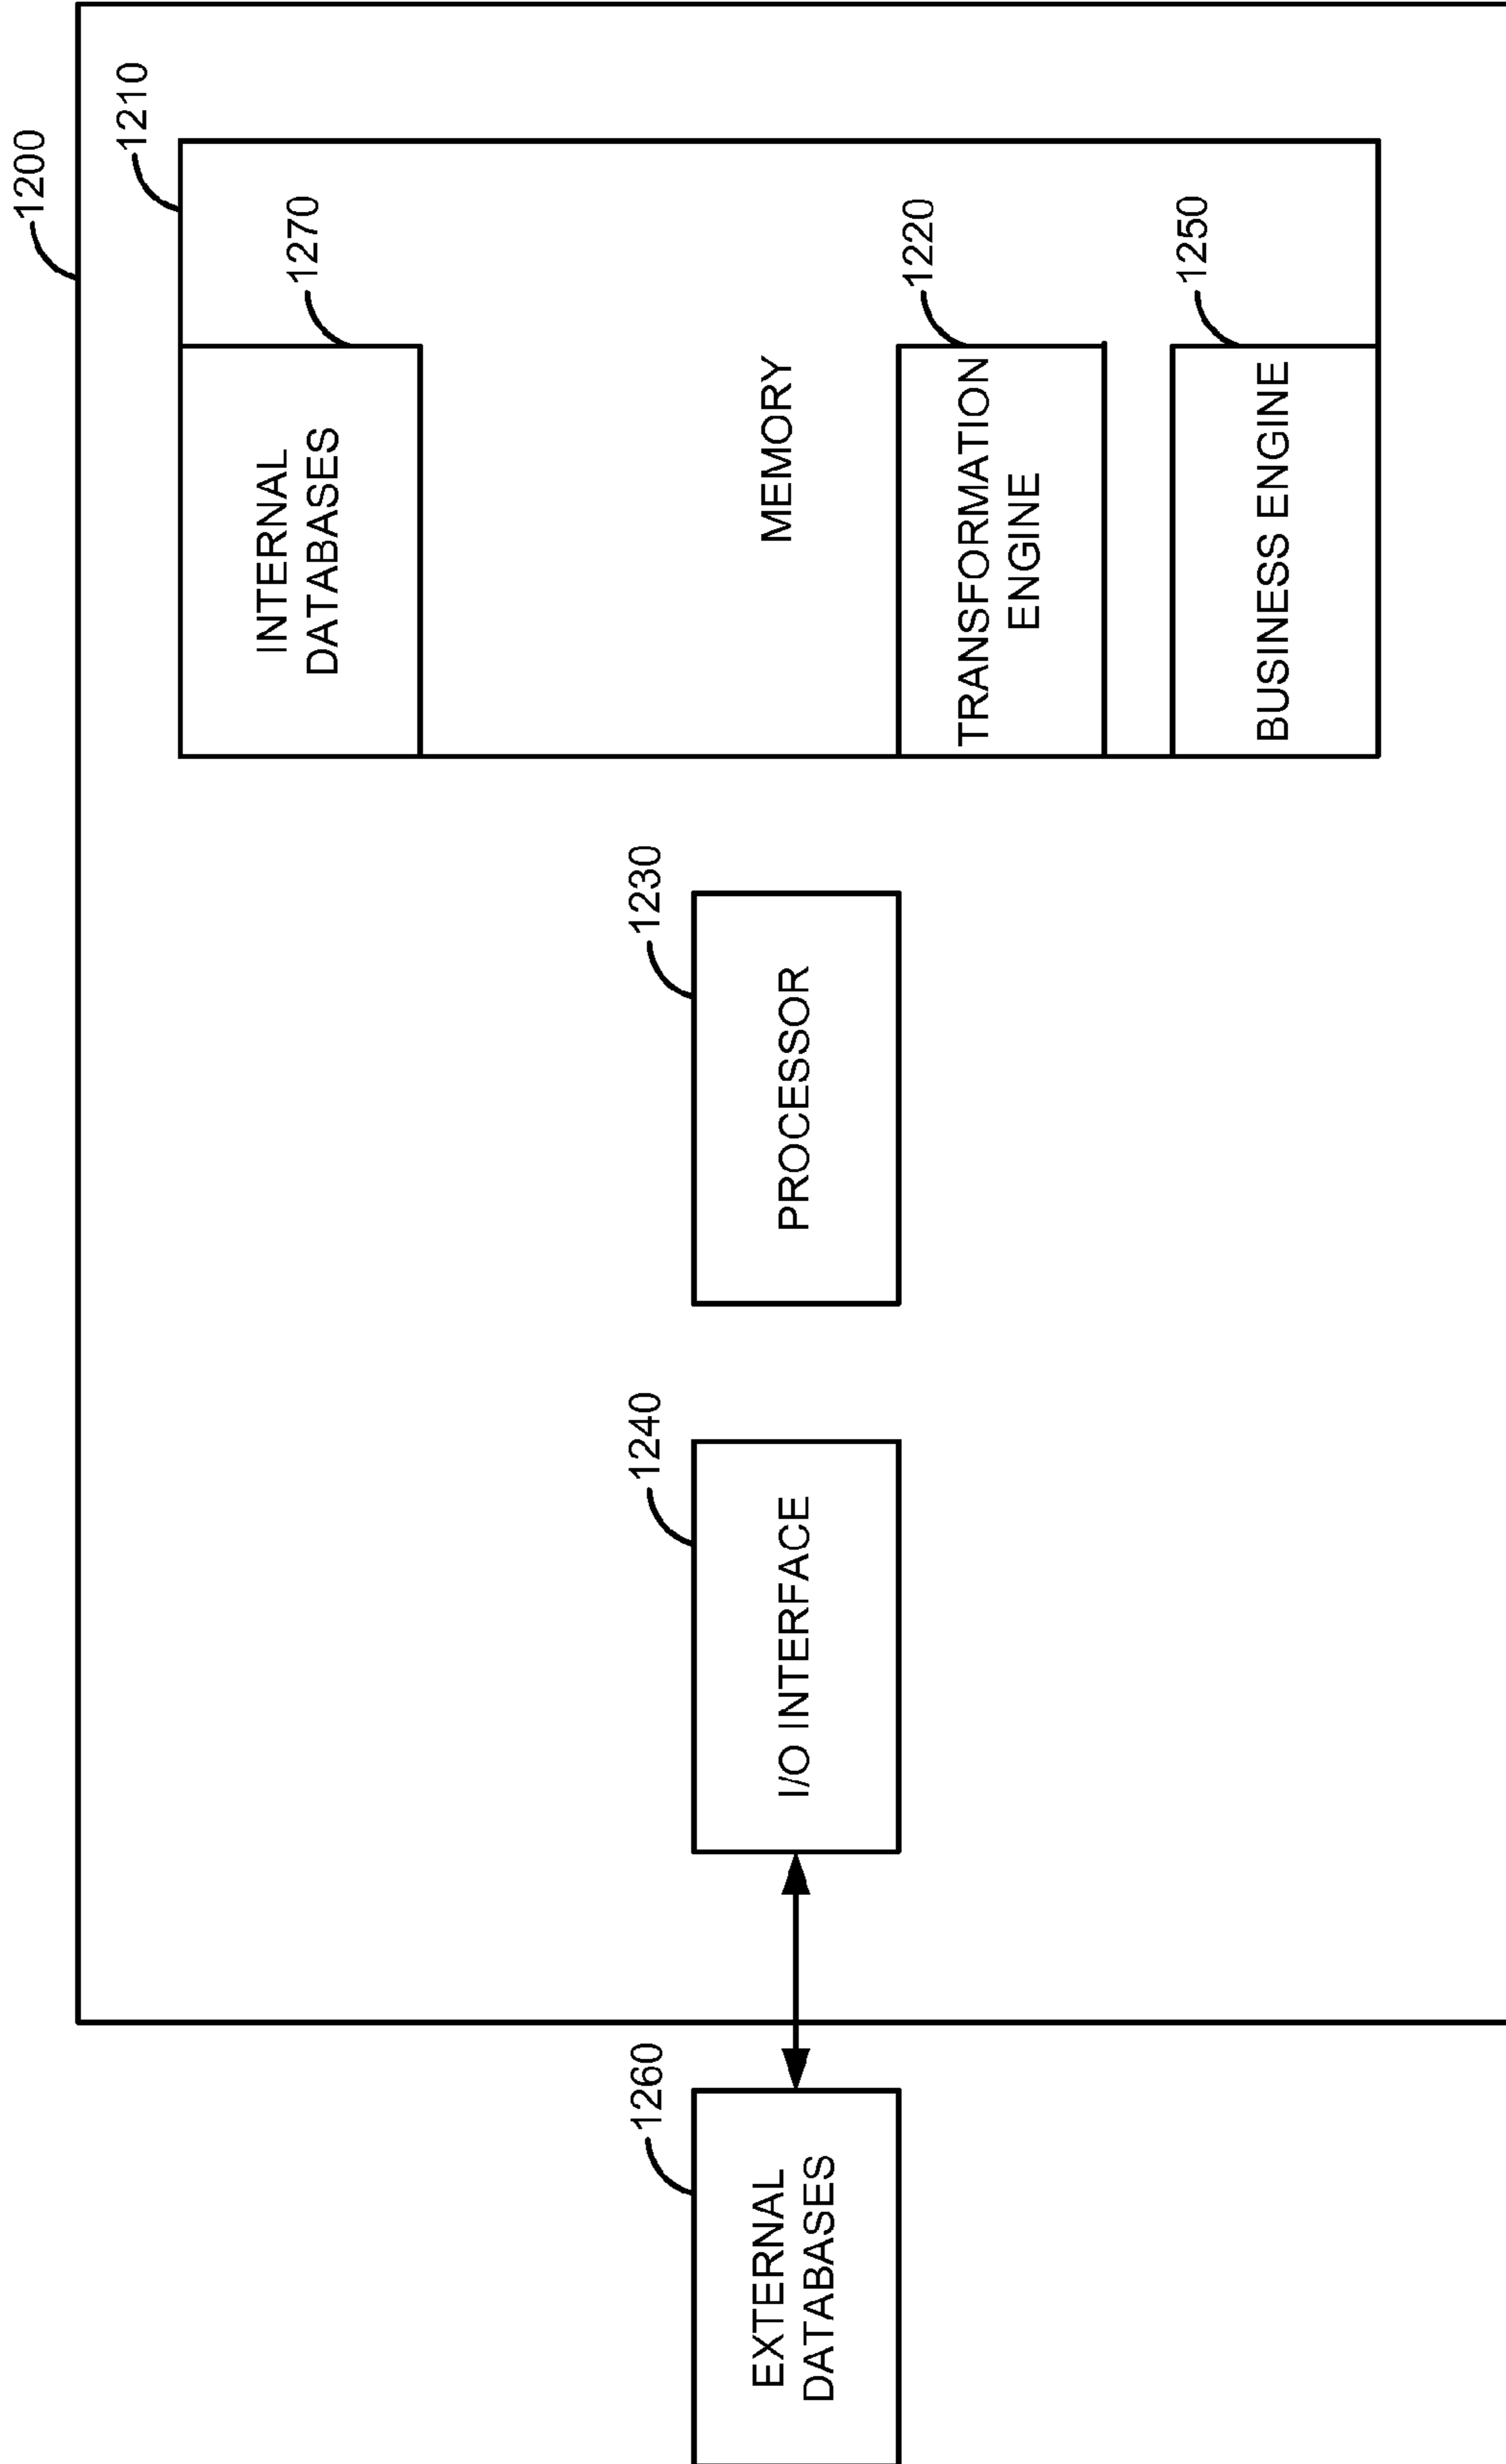 1200
1260
EXTERNAL
DATABASES
1240
I/O INTERFACE
1230
PROCESSOR
1210
1270
INTERNAL
DATABASES
MEMORY
1220
TRANSFORMATION
ENGINE
1250
BUSINESS ENGINE